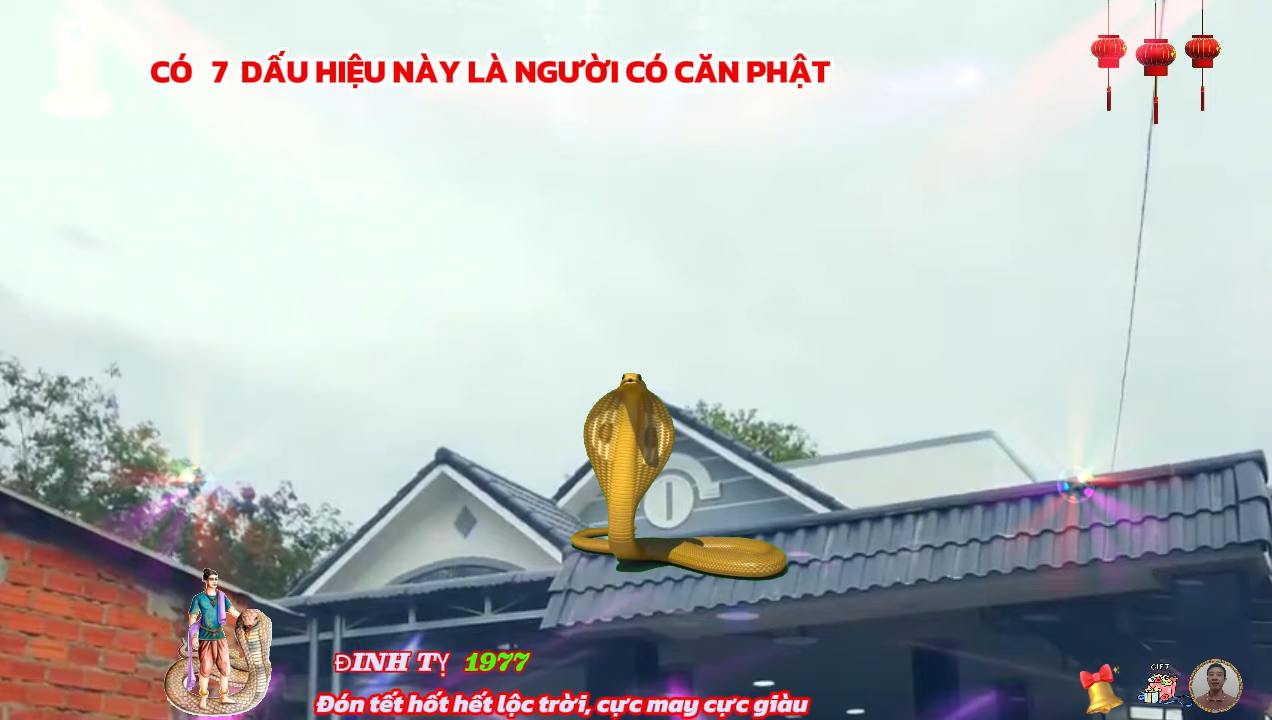 CÓ 7 DẤU HIỆU NÀY LÀ NGƯỜI CÓ CĂN PHẬT
ĐINH TỴ 1977
Đón tết hốt hết lộc trời, cực may cực giàu
GIFT